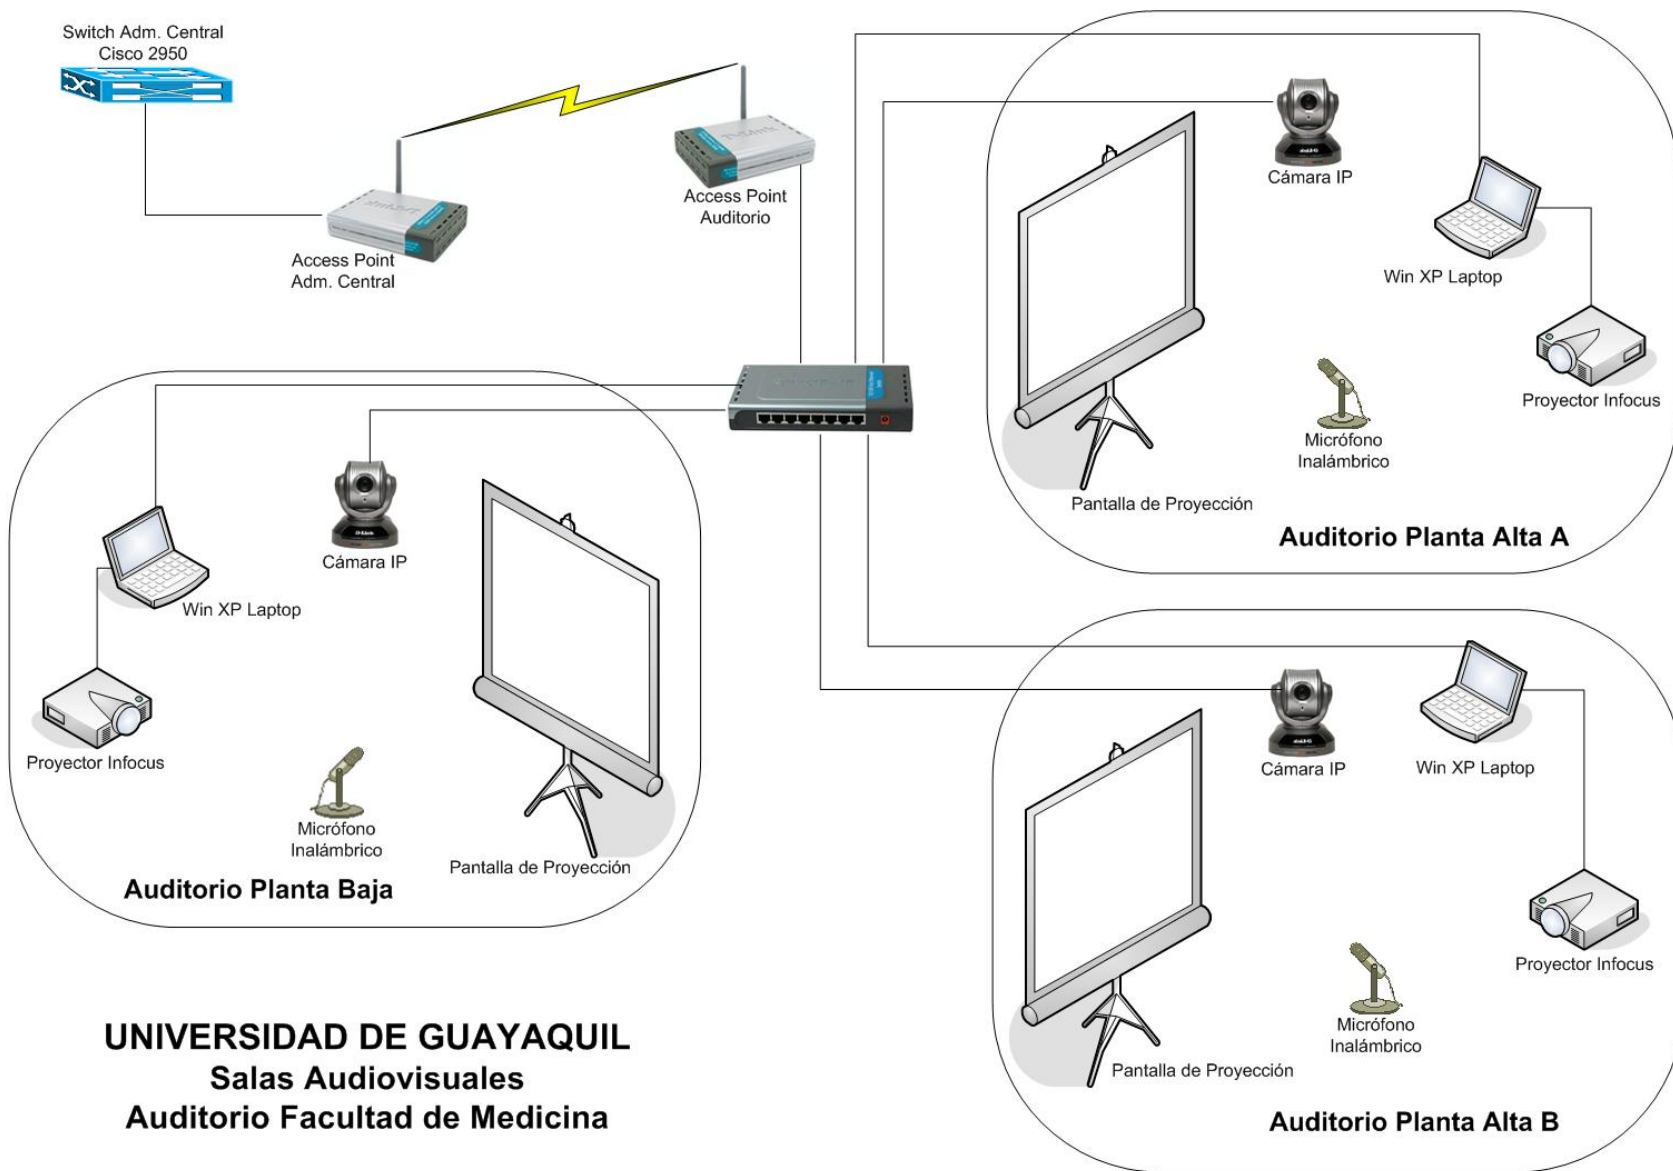 Switch Adm. Central
Cisco 2950
Access Point
Adm. Central
D-Link
Access Point
Auditorio
Cámara IP
Win XP Laptop
Proyector Infocus
Micrófono
Inalámbrico
Pantalla de Proyección
Auditorio Planta Alta A
D-Link
Cámara IP
Win XP Laptop
Proyector Infocus
Micrófono
Inalámbrico
Pantalla de Proyección
Auditorio Planta Baja
Cámara IP
Win XP Laptop
Proyector Infocus
Micrófono
Inalámbrico
Pantalla de Proyección
Auditorio Planta Alta B
UNIVERSIDAD DE GUAYAQUIL
Salas Audiovisuales
Auditorio Facultad de Medicina